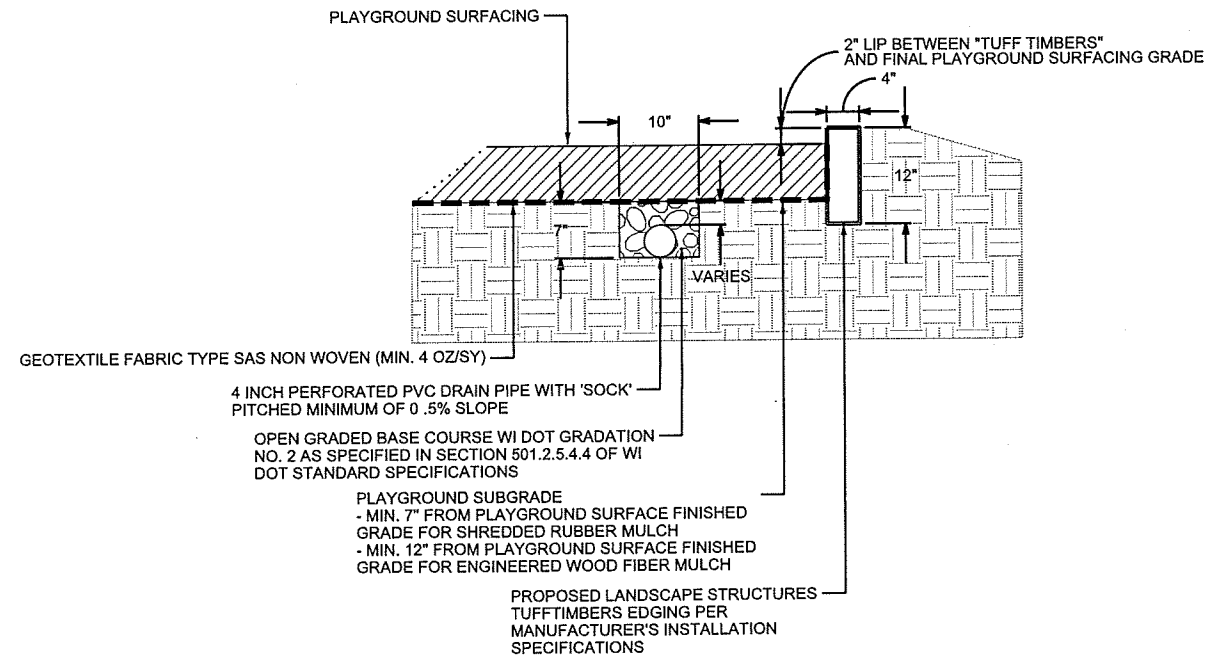 PLAYGROUND SURFACING
2" LIP BETWEEN "TUFF TIMBERS"
AND FINAL PLAYGROUND SURFACING GRADE
4"
10"
12"
7"
VARIES
GEOTEXTILE FABRIC TYPE SAS NON WOVEN (MIN. 4 OZ/SY)
4 INCH PERFORATED PVC DRAIN PIPE WITH 'SOCK'
PITCHED MINIMUM OF 0 .5% SLOPE
OPEN GRADED BASE COURSE WI DOT GRADATION
NO. 2 AS SPECIFIED IN SECTION 501.2.5.4.4 OF WI
DOT STANDARD SPECIFICATIONS
PLAYGROUND SUBGRADE
- MIN. 7" FROM PLAYGROUND SURFACE FINISHED
GRADE FOR SHREDDED RUBBER MULCH
- MIN. 12" FROM PLAYGROUND SURFACE FINISHED
GRADE FOR ENGINEERED WOOD FIBER MULCH
PROPOSED LANDSCAPE STRUCTURES
TUFFTIMBERS EDGING PER
MANUFACTURER'S INSTALLATION
SPECIFICATIONS